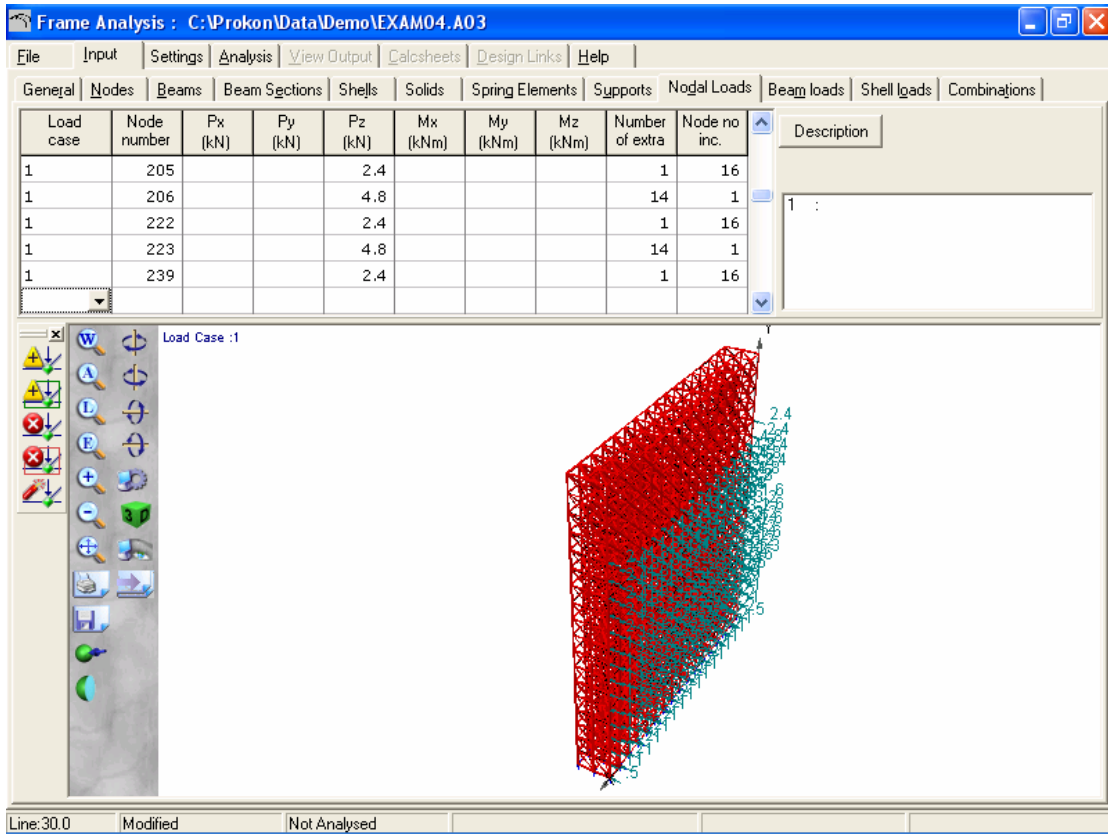 Frame Analysis : C:\Prokon\Data\Demo\EXAM04.A03
File Input Settings Analysis View Output Calcsheets Design Links Help
General Nodes Beams Beam Sections Shells Solids Spring Elements Supports Nodal Loads Beam loads Shell loads Combinations
Load case Node number Px (kN) Py (kN) Pz (kN) Mx (kNm) My (kNm) Mz (kNm) Number of extra Node no inc. Description
1 205 2.4 1 16
1 206 4.8 14 1
1 222 2.4 1 16
1 223 4.8 14 1
1 239 2.4 1 16
1 :
Load Case :1
W
A
L
E
3D
Y
2.4
2.4
.5
.5
Line:30.0 Modified Not Analysed